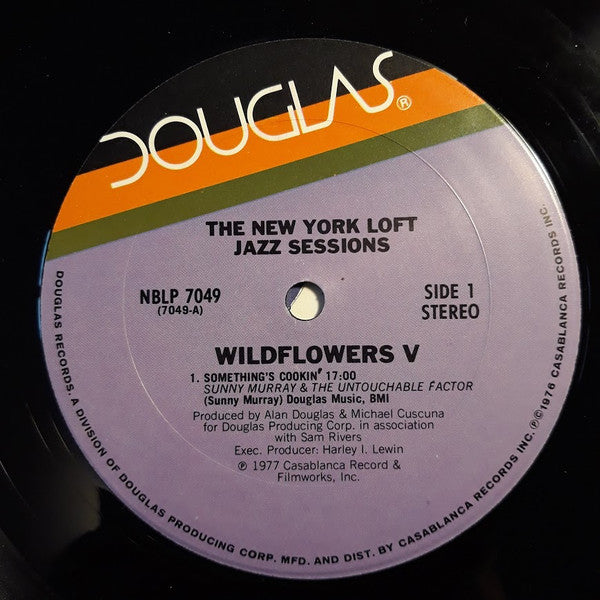 DOUGLAS®
THE NEW YORK LOFT
JAZZ SESSIONS
NBLP 7049
(7049-A)
SIDE 1
STEREO
WILDFLOWERS V
1. SOMETHING'S COOKIN' 17:00
SUNNY MURRAY & THE UNTOUCHABLE FACTOR
(Sunny Murray) Douglas Music, BMI
Produced by Alan Douglas & Michael Cuscuna
for Douglas Producing Corp. in association
with Sam Rivers
Exec. Producer: Harley I. Lewin
℗ 1977 Casablanca Record &
Filmworks, Inc.
DOUGLAS RECORDS. A DIVISION OF DOUGLAS PRODUCING CORP. MFD. AND DIST. BY CASABLANCA RECORDS INC. ℗©1976 CASABLANCA RECORDS INC.